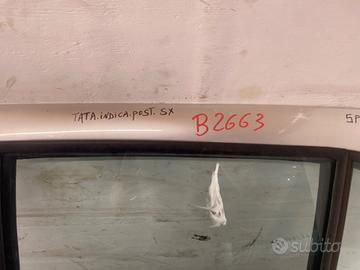 TATA.iNDiCA.POST.SX
B2663
SP
subito